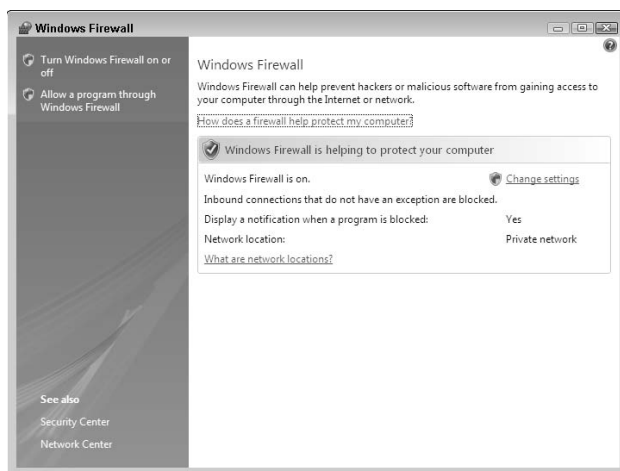 Windows Firewall
Turn Windows Firewall on or
off
Allow a program through
Windows Firewall
See also
Security Center
Network Center
Windows Firewall
Windows Firewall can help prevent hackers or malicious software from gaining access to
your computer through the Internet or network.
How does a firewall help protect my computer?
Windows Firewall is helping to protect your computer
Windows Firewall is on.
Change settings
Inbound connections that do not have an exception are blocked.
Display a notification when a program is blocked: Yes
Network location: Private network
What are network locations?